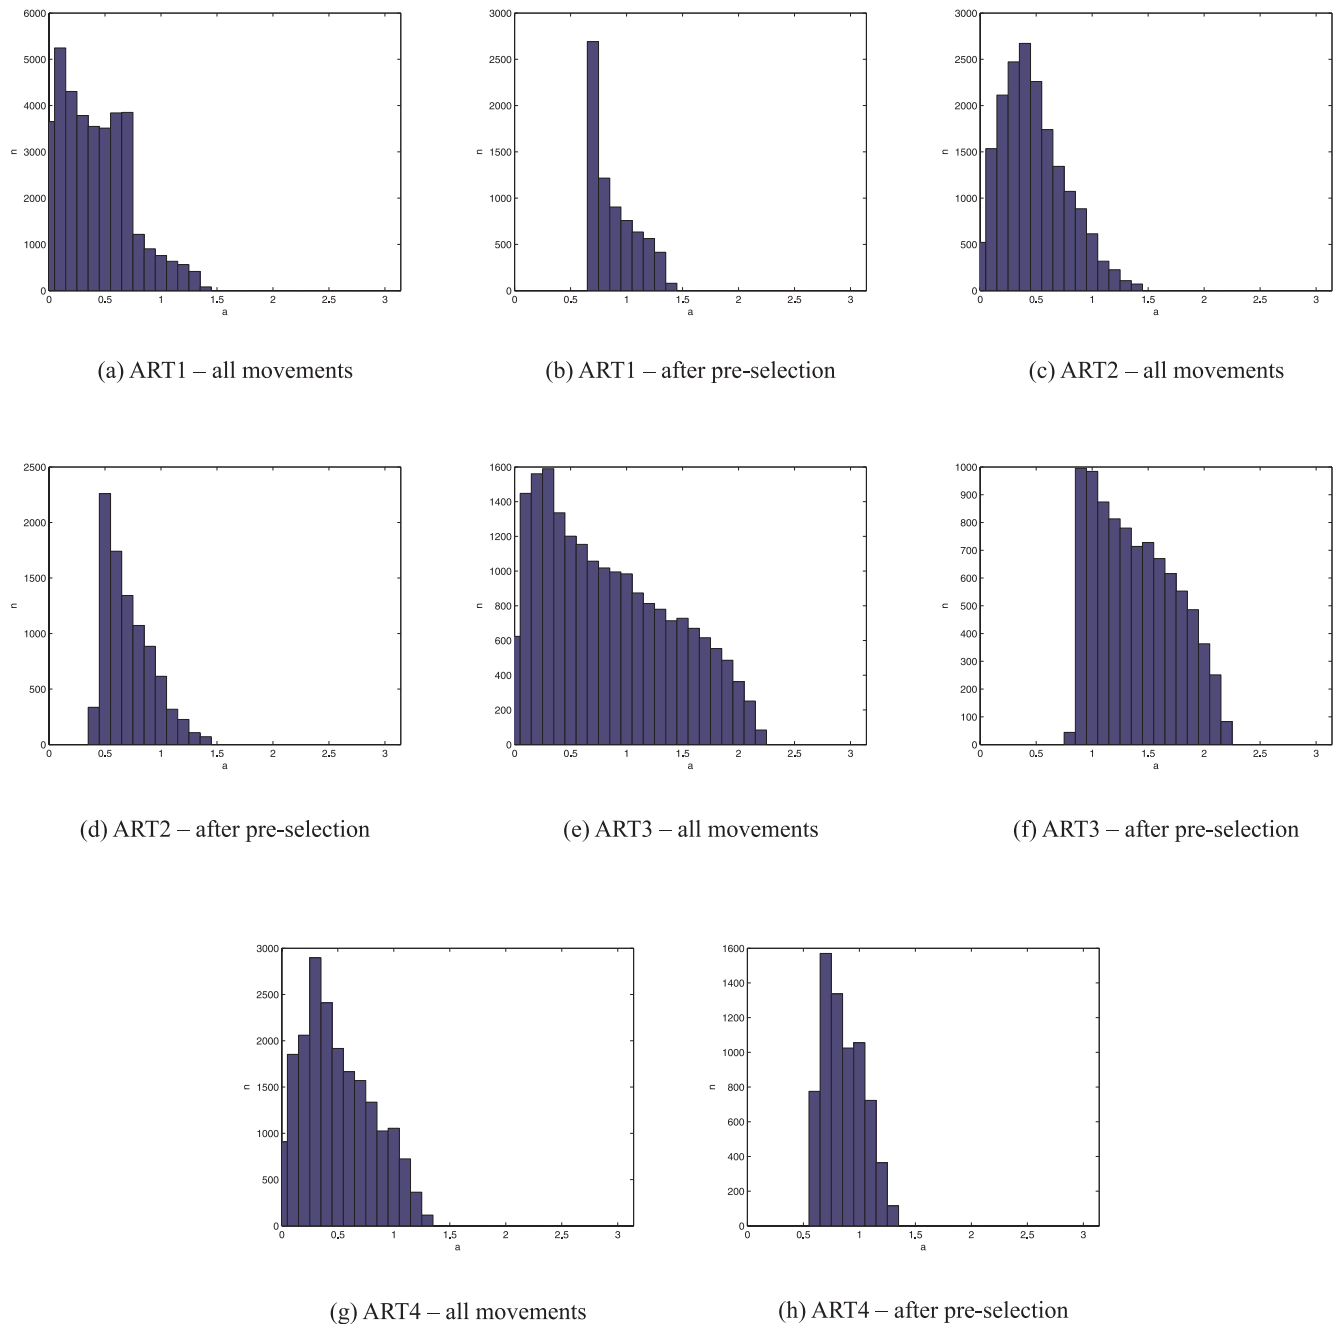 6000
5000
4000
3000
2000
1000
0
n
0 0.5 1 1.5 2 2.5 3
a
(a) ART1 – all movements
3000
2500
2000
1500
1000
500
0
n
0 0.5 1 1.5 2 2.5 3
a
(b) ART1 – after pre-selection
3000
2500
2000
1500
1000
500
0
n
0 0.5 1 1.5 2 2.5 3
a
(c) ART2 – all movements
2500
2000
1500
1000
500
0
n
0 0.5 1 1.5 2 2.5 3
a
(d) ART2 – after pre-selection
1600
1400
1200
1000
800
600
400
200
0
n
0 0.5 1 1.5 2 2.5 3
a
(e) ART3 – all movements
1000
900
800
700
600
500
400
300
200
100
0
n
0 0.5 1 1.5 2 2.5 3
a
(f) ART3 – after pre-selection
3000
2500
2000
1500
1000
500
0
n
0 0.5 1 1.5 2 2.5 3
a
(g) ART4 – all movements
1600
1400
1200
1000
800
600
400
200
0
n
0 0.5 1 1.5 2 2.5 3
a
(h) ART4 – after pre-selection